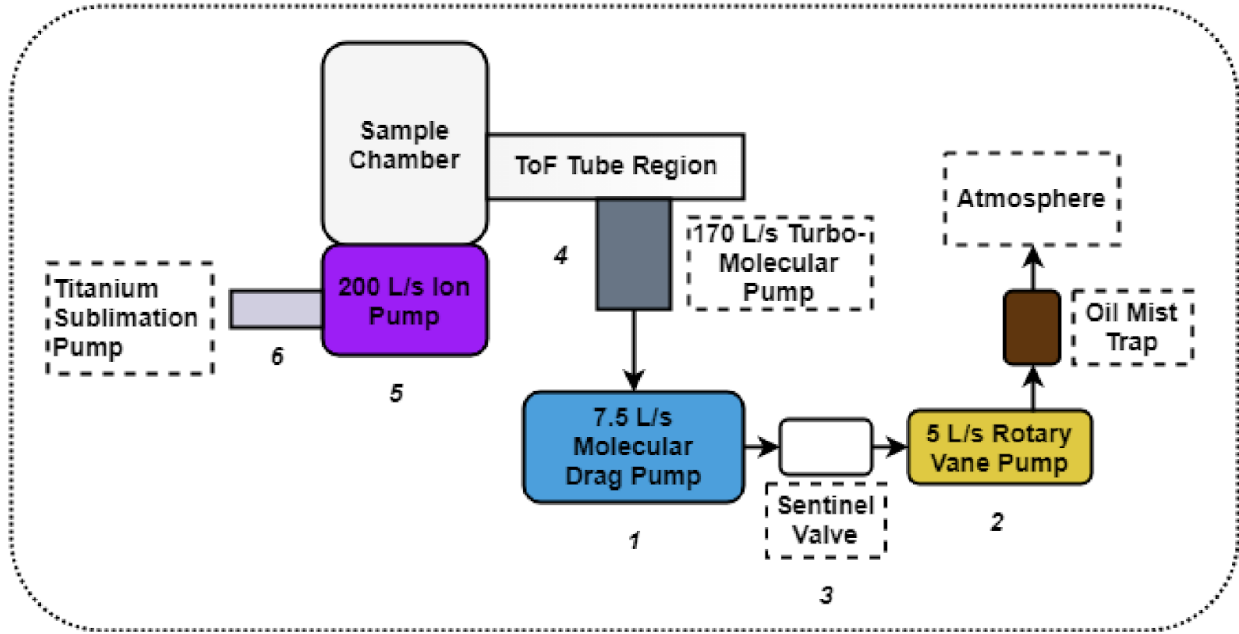 Sample
Chamber
ToF Tube Region
Atmosphere
170 L/s Turbo-
Molecular
Pump
4
Titanium
Sublimation
Pump
200 L/s Ion
Pump
Oil Mist
Trap
6
5
7.5 L/s
Molecular
Drag Pump
5 L/s Rotary
Vane Pump
Sentinel
Valve
1
2
3